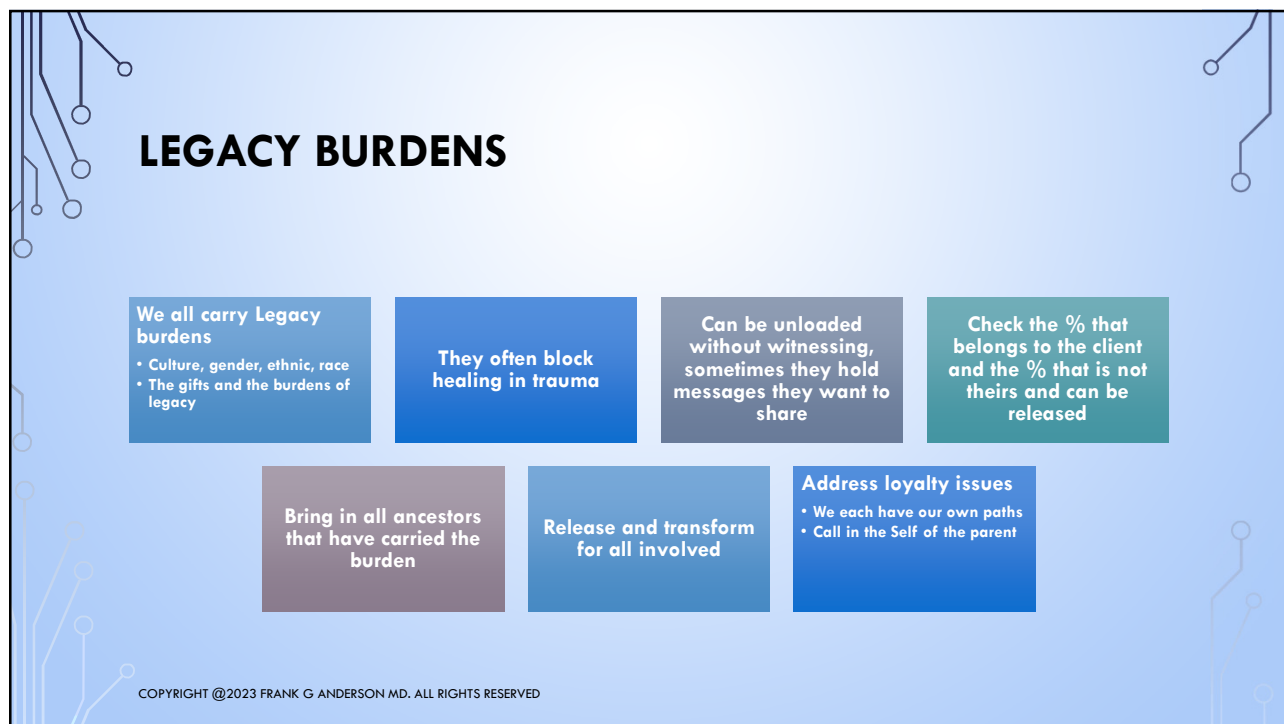 LEGACY BURDENS
We all carry Legacy
burdens
• Culture, gender, ethnic, race
• The gifts and the burdens of
legacy
They often block
healing in trauma
Can be unloaded
without witnessing,
sometimes they hold
messages they want to
share
Check the % that
belongs to the client
and the % that is not
theirs and can be
released
Bring in all ancestors
that have carried the
burden
Release and transform
for all involved
Address loyalty issues
• We each have our own paths
• Call in the Self of the parent
COPYRIGHT @2023 FRANK G ANDERSON MD. ALL RIGHTS RESERVED